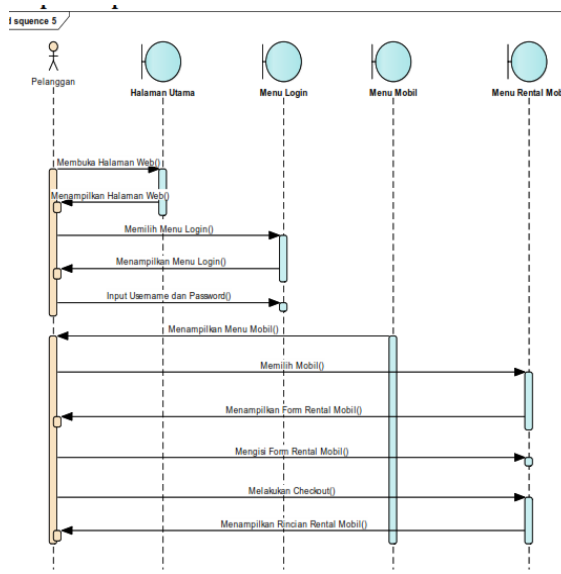 d squence 5
Pelanggan
Halaman Utama
Menu Login
Menu Mobil
Menu Rental Mob
Membuka Halaman Web()
Menampilkan Halaman Web()
Memilih Menu Login()
Menampilkan Menu Login()
Input Username dan Password()
Menampilkan Menu Mobil()
Memilih Mobil()
Menampilkan Form Rental Mobil()
Mengisi Form Rental Mobil()
Melakukan Checkout()
Menampilkan Rincian Rental Mobil()